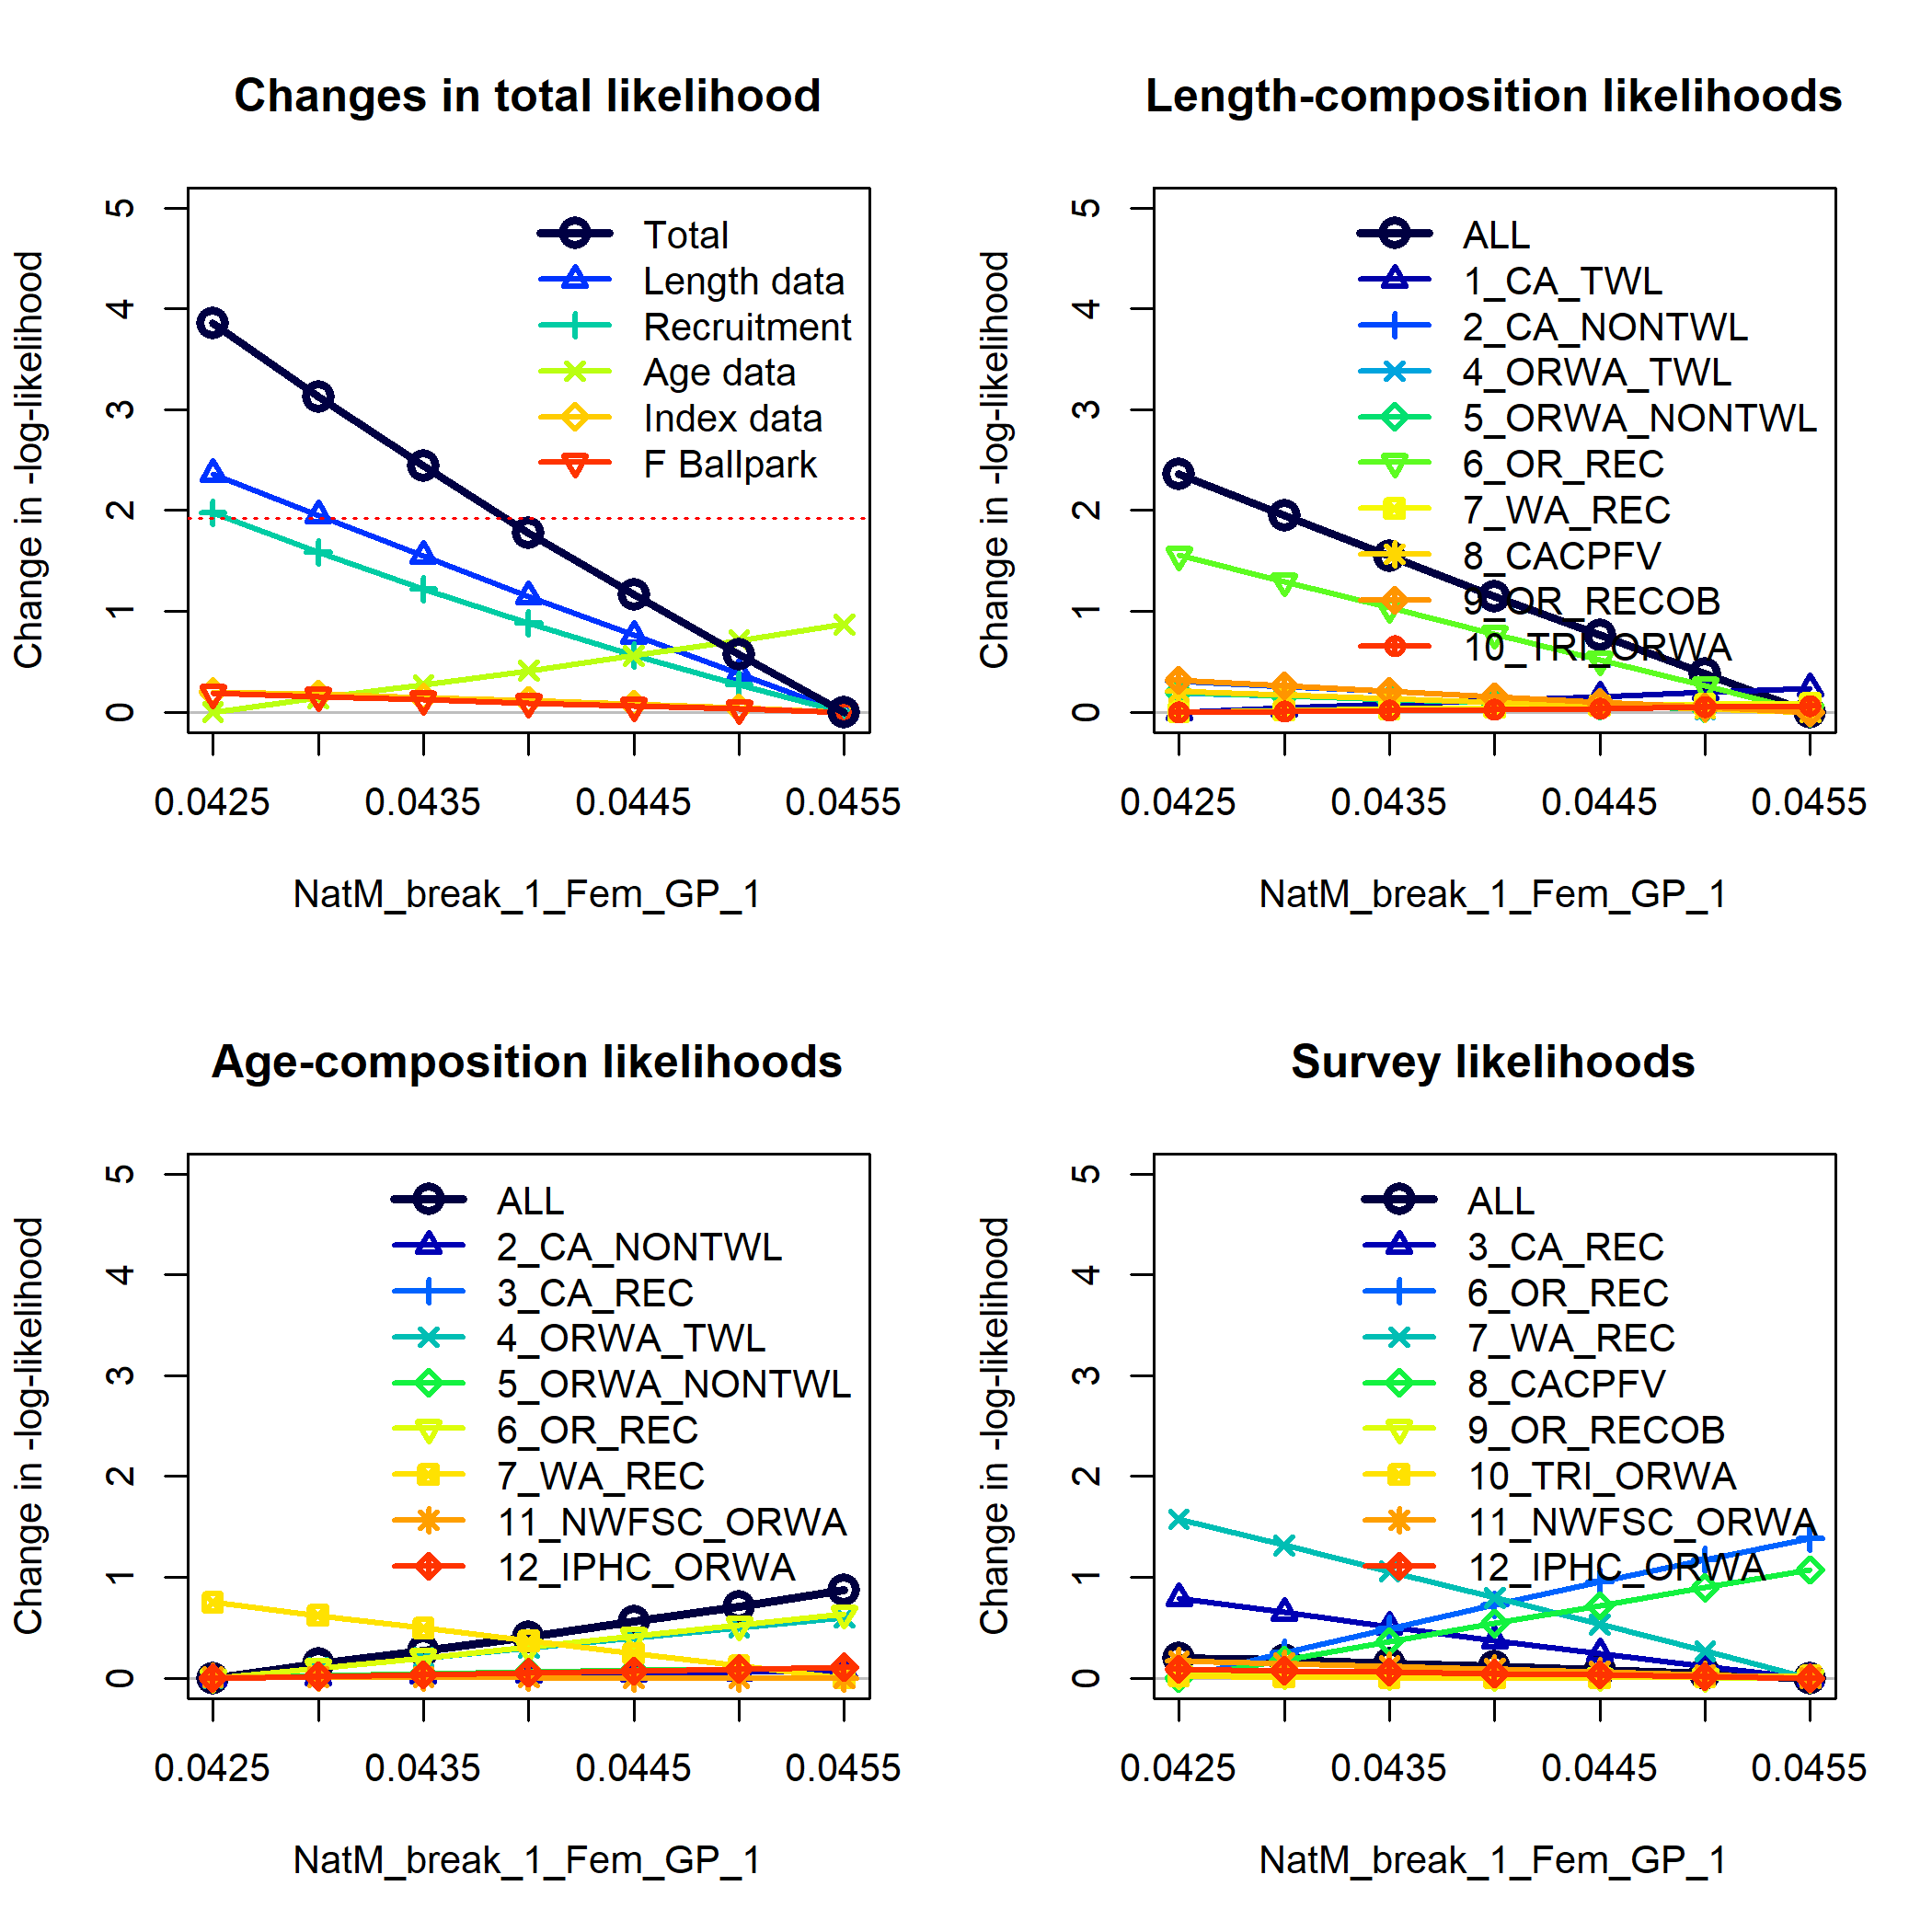 Changes in total likelihood
Change in -log-likelihood
5
4
3
2
1
0
Total
Length data
Recruitment
Age data
Index data
F Ballpark
0.0425
0.0435
0.0445
0.0455
NatM_break_1_Fem_GP_1
Length-composition likelihoods
Change in -log-likelihood
5
4
3
2
1
0
ALL
1_CA_TWL
2_CA_NONTWL
4_ORWA_TWL
5_ORWA_NONTWL
6_OR_REC
7_WA_REC
8_CACPFV
9_OR_RECOB
10_TRI_ORWA
0.0425
0.0435
0.0445
0.0455
NatM_break_1_Fem_GP_1
Age-composition likelihoods
Change in -log-likelihood
5
4
3
2
1
0
ALL
2_CA_NONTWL
3_CA_REC
4_ORWA_TWL
5_ORWA_NONTWL
6_OR_REC
7_WA_REC
11_NWFSC_ORWA
12_IPHC_ORWA
0.0425
0.0435
0.0445
0.0455
NatM_break_1_Fem_GP_1
Survey likelihoods
Change in -log-likelihood
5
4
3
2
1
0
ALL
3_CA_REC
6_OR_REC
7_WA_REC
8_CACPFV
9_OR_RECOB
10_TRI_ORWA
11_NWFSC_ORWA
12_IPHC_ORWA
0.0425
0.0435
0.0445
0.0455
NatM_break_1_Fem_GP_1